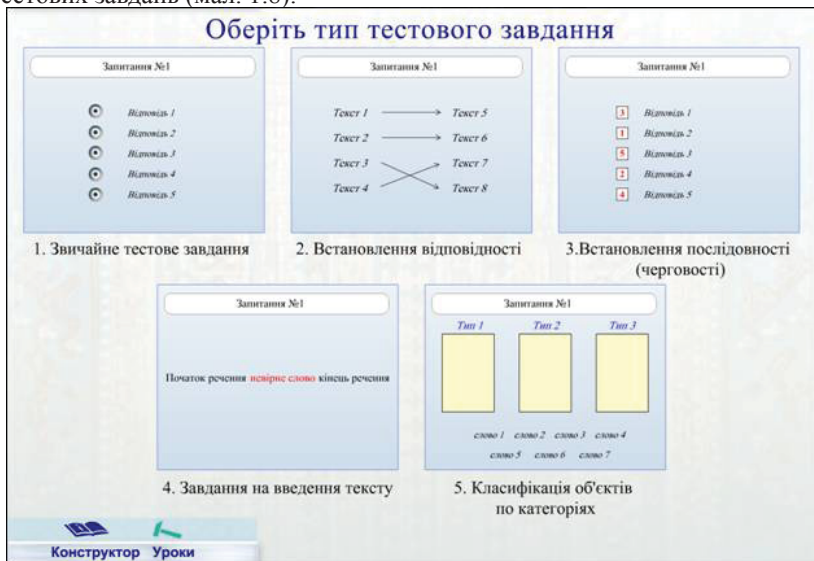 естових завдань (мал. 1.8).
Оберіть тип тестового завдання
Запитання №1
Відповідь 1
Відповідь 2
Відповідь 3
Відповідь 4
Відповідь 5
1. Звичайне тестове завдання
Запитання №1
Текст 1 Текст 5
Текст 2 Текст 6
Текст 3 Текст 7
Текст 4 Текст 8
2. Встановлення відповідності
Запитання №1
3 Відповідь 1
1 Відповідь 2
5 Відповідь 3
2 Відповідь 4
4 Відповідь 5
3.Встановлення послідовності
(черговості)
Запитання №1
Початок речення невірне слово кінець речення
4. Завдання на введення тексту
Запитання №1
Тип 1 Тип 2 Тип 3
слово 1 слово 2 слово 3 слово 4
слово 5 слово 6 слово 7
5. Класифікація об'єктів
по категоріях
Конструктор Уроки